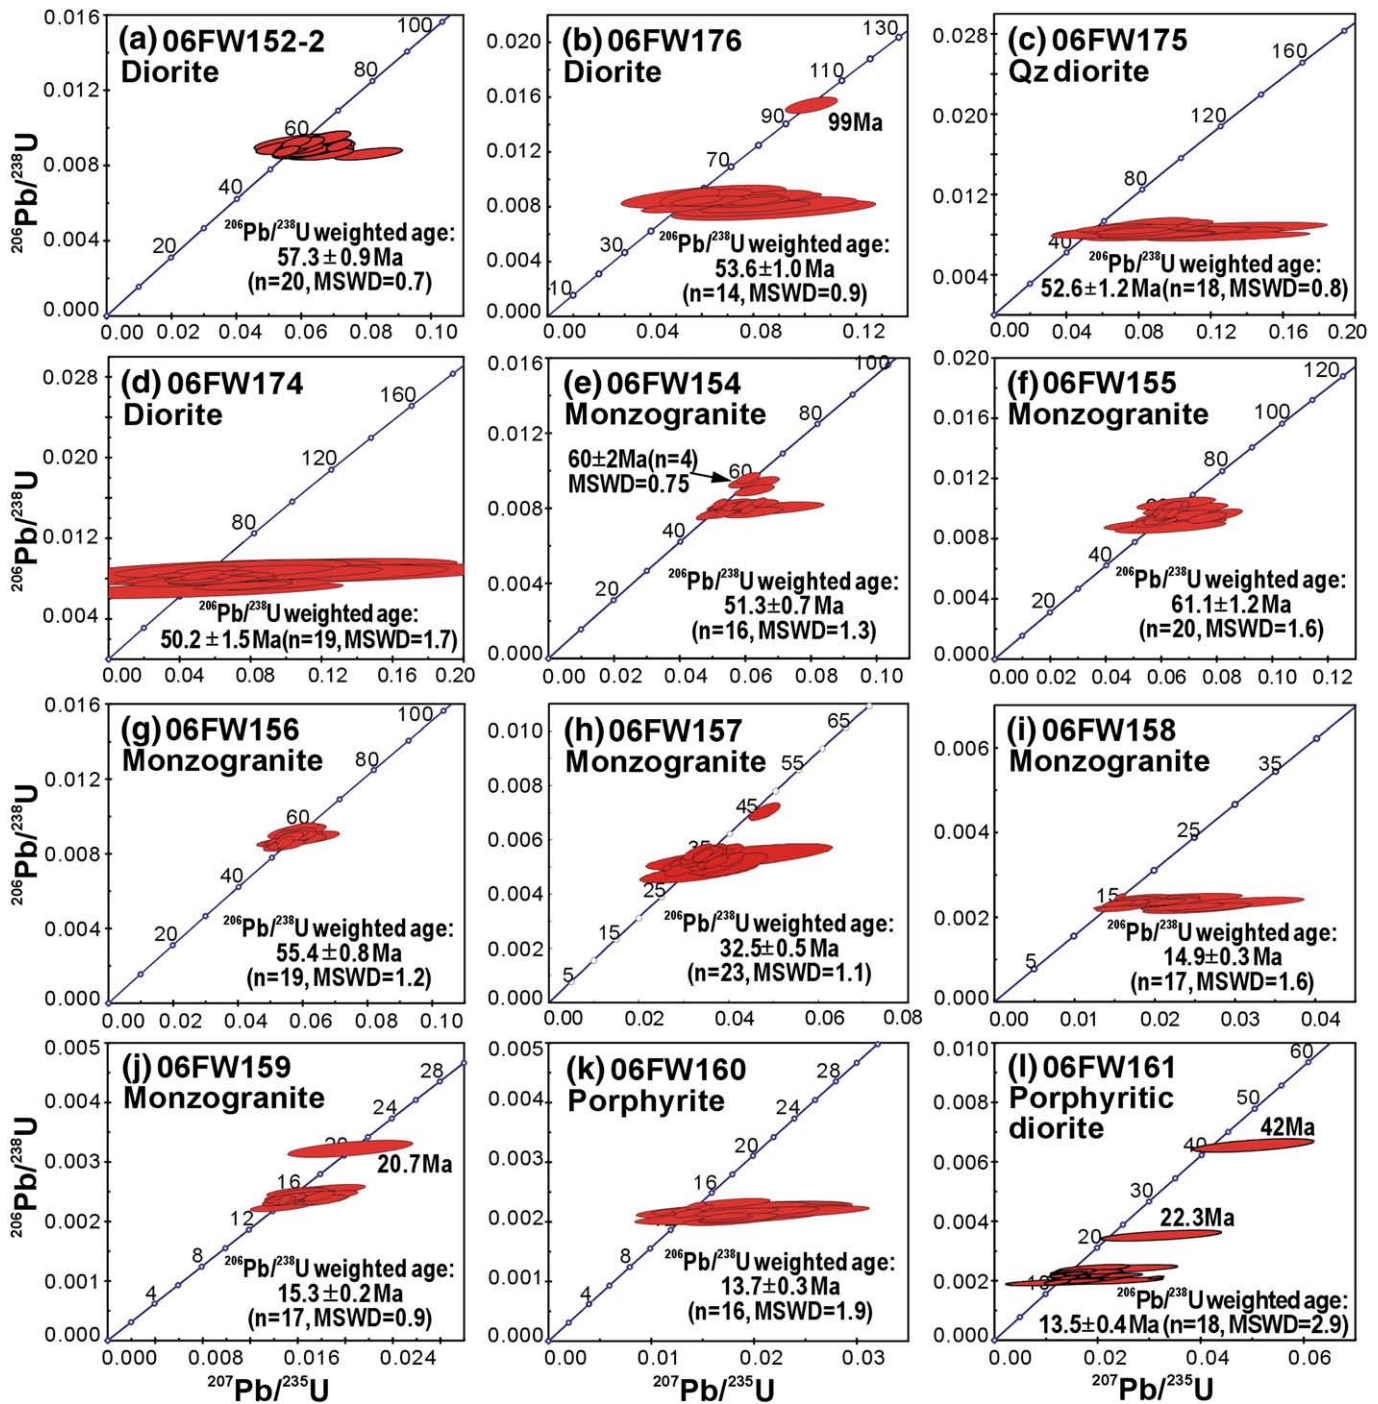 (a) 06FW152-2
Diorite
0.016
0.012
0.008
0.004
0.000
²⁰⁶Pb/²³⁸U
100
80
60
40
20
²⁰⁶Pb/²³⁸U weighted age:
57.3 ± 0.9 Ma
(n=20, MSWD=0.7)
0.00 0.02 0.04 0.06 0.08 0.10
(b) 06FW176
Diorite
0.020
0.016
0.012
0.008
0.004
0.000
130
110
90
99Ma
70
30
10
²⁰⁶Pb/²³⁸U weighted age:
53.6±1.0 Ma
(n=14, MSWD=0.9)
0.00 0.04 0.08 0.12
(c) 06FW175
Qz diorite
0.028
0.020
0.012
0.004
160
120
80
40
²⁰⁶Pb/²³⁸U weighted age:
52.6±1.2 Ma(n=18, MSWD=0.8)
0.00 0.04 0.08 0.12 0.16 0.20
(d) 06FW174
Diorite
0.028
0.020
0.012
0.004
²⁰⁶Pb/²³⁸U
160
120
80
²⁰⁶Pb/²³⁸U weighted age:
50.2 ±1.5 Ma(n=19, MSWD=1.7)
0.00 0.04 0.08 0.12 0.16 0.20
(e) 06FW154
Monzogranite
0.016
0.012
0.008
0.004
0.000
100
80
60±2Ma(n=4)
MSWD=0.75
60
40
20
²⁰⁶Pb/²³⁸U weighted age:
51.3±0.7 Ma
(n=16, MSWD=1.3)
0.00 0.02 0.04 0.06 0.08 0.10
(f) 06FW155
Monzogranite
0.020
0.016
0.012
0.008
0.004
0.000
120
100
80
40
20
²⁰⁶Pb/²³⁸U weighted age:
61.1±1.2 Ma
(n=20, MSWD=1.6)
0.00 0.02 0.04 0.06 0.08 0.10 0.12
(g) 06FW156
Monzogranite
0.016
0.012
0.008
0.004
0.000
²⁰⁶Pb/²³⁸U
100
80
60
40
20
²⁰⁶Pb/²³⁸U weighted age:
55.4 ±0.8 Ma
(n=19, MSWD=1.2)
0.00 0.02 0.04 0.06 0.08 0.10
(h) 06FW157
Monzogranite
0.010
0.008
0.006
0.004
0.002
0.000
65
55
45
35
25
15
5
²⁰⁶Pb/²³⁸U weighted age:
32.5±0.5 Ma
(n=23, MSWD=1.1)
0.00 0.02 0.04 0.06 0.08
(i) 06FW158
Monzogranite
0.006
0.004
0.002
0.000
35
25
15
5
²⁰⁶Pb/²³⁸U weighted age:
14.9±0.3 Ma
(n=17, MSWD=1.6)
0.00 0.01 0.02 0.03 0.04
(j) 06FW159
Monzogranite
0.005
0.004
0.003
0.002
0.001
0.000
²⁰⁶Pb/²³⁸U
28
24
20
20.7Ma
16
12
8
4
²⁰⁶Pb/²³⁸U weighted age:
15.3±0.2 Ma
(n=17, MSWD=0.9)
0.000 0.008 0.016 0.024
²⁰⁷Pb/²³⁵U
(k) 06FW160
Porphyrite
0.005
0.004
0.003
0.002
0.001
0.000
28
24
20
16
8
4
²⁰⁶Pb/²³⁸U weighted age:
13.7±0.3 Ma
(n=16, MSWD=1.9)
0.00 0.01 0.02 0.03
²⁰⁷Pb/²³⁵U
(l) 06FW161
Porphyritic
diorite
0.010
0.008
0.006
0.004
0.002
0.000
60
50
42Ma
40
30
22.3Ma
20
10
²⁰⁶Pb/²³⁸U weighted age:
13.5±0.4 Ma (n=18, MSWD=2.9)
0.00 0.02 0.04 0.06
²⁰⁷Pb/²³⁵U